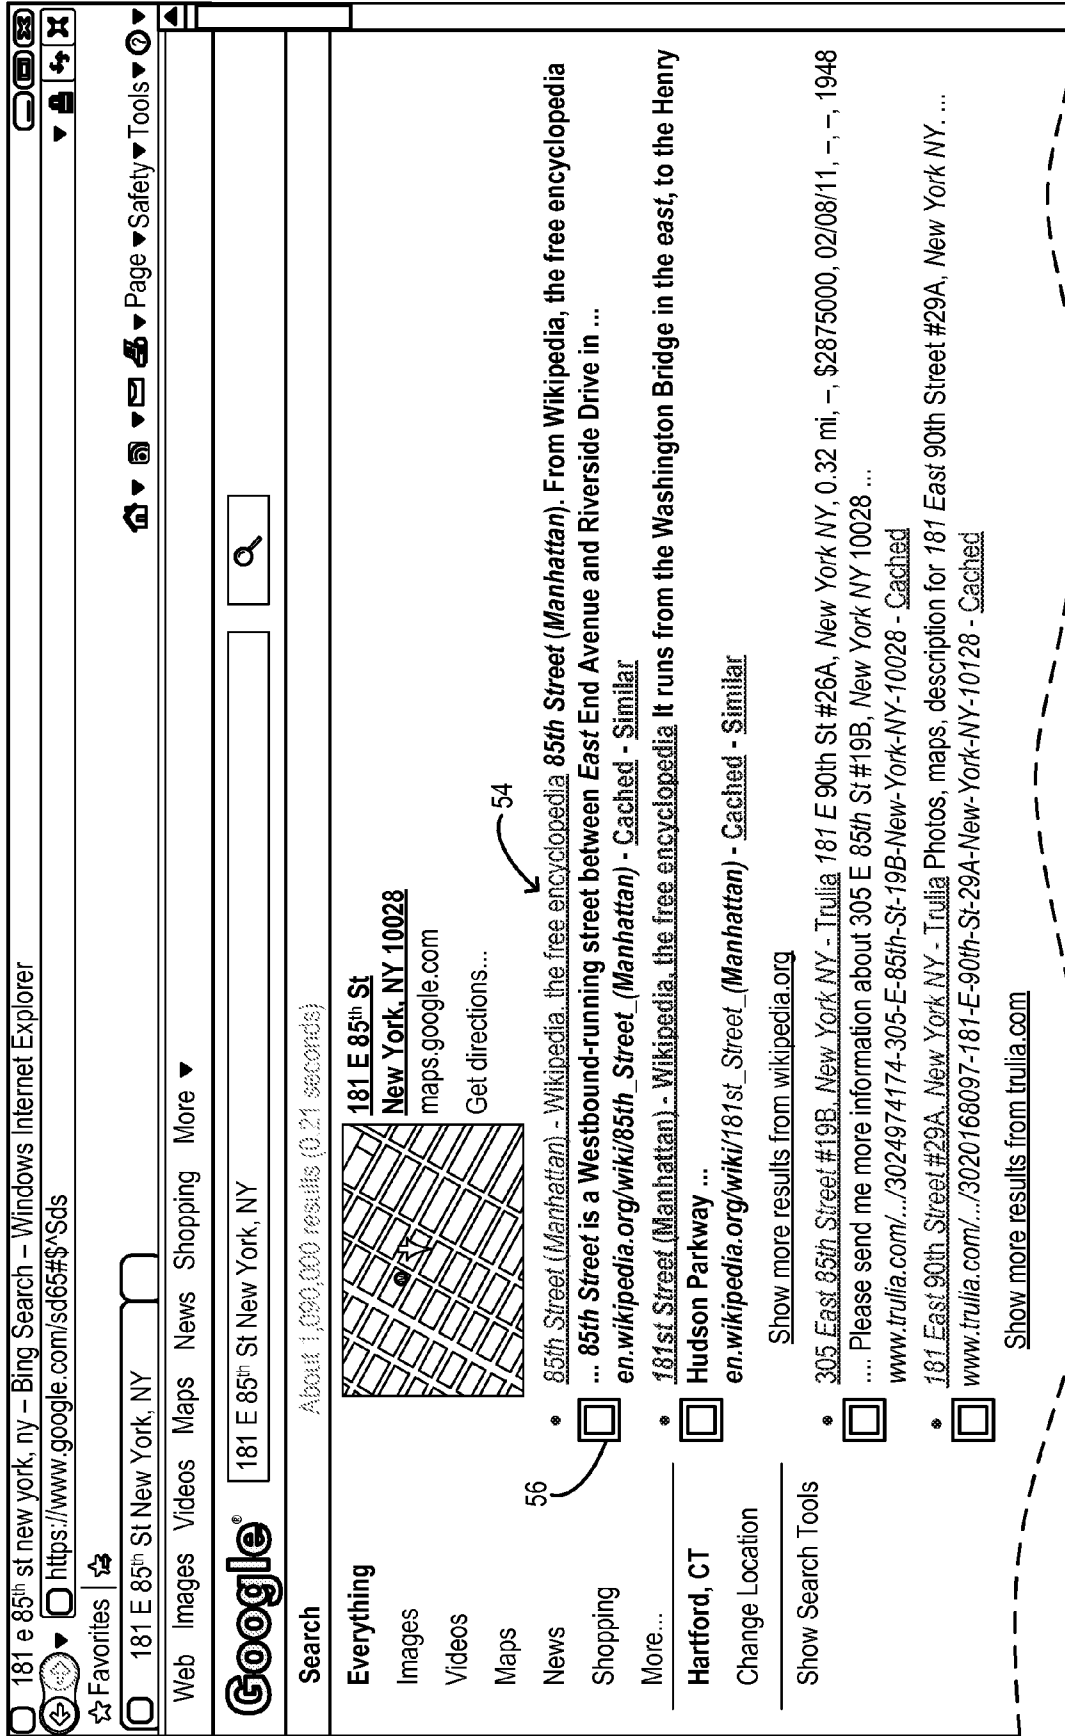 181 e 85th st new york, ny – Bing Search – Windows Internet Explorer
https://www.google.com/sd65#$^Sds
Favorites
Page Safety Tools ?
181 E 85th St New York, NY
Web Images Videos Maps News Shopping More
Google® 181 E 85th St New York, NY
Search About 1,090,000 results (0.21 seconds)
Everything
Images
Videos
Maps
News
Shopping
More...
Hartford, CT
Change Location
Show Search Tools
181 E 85th St
New York, NY 10028
maps.google.com
Get directions...
54
56
85th Street (Manhattan) - Wikipedia, the free encyclopedia 85th Street (Manhattan). From Wikipedia, the free encyclopedia
... 85th Street is a Westbound-running street between East End Avenue and Riverside Drive in ...
en.wikipedia.org/wiki/85th_Street_(Manhattan) - Cached - Similar
181st Street (Manhattan) - Wikipedia, the free encyclopedia It runs from the Washington Bridge in the east, to the Henry
Hudson Parkway ...
en.wikipedia.org/wiki/181st_Street_(Manhattan) - Cached - Similar
Show more results from wikipedia.org
305 East 85th Street #19B, New York NY - Trulia 181 E 90th St #26A, New York NY, 0.32 mi, –, $2875000, 02/08/11, –, –, 1948
.... Please send me more information about 305 E 85th St #19B, New York NY 10028 ...
www.trulia.com/.../3024974174-305-E-85th-St-19B-New-York-NY-10028 - Cached
181 East 90th Street #29A, New York NY - Trulia Photos, maps, description for 181 East 90th Street #29A, New York NY. ...
www.trulia.com/.../3020168097-181-E-90th-St-29A-New-York-NY-10128 - Cached
Show more results from trulia.com